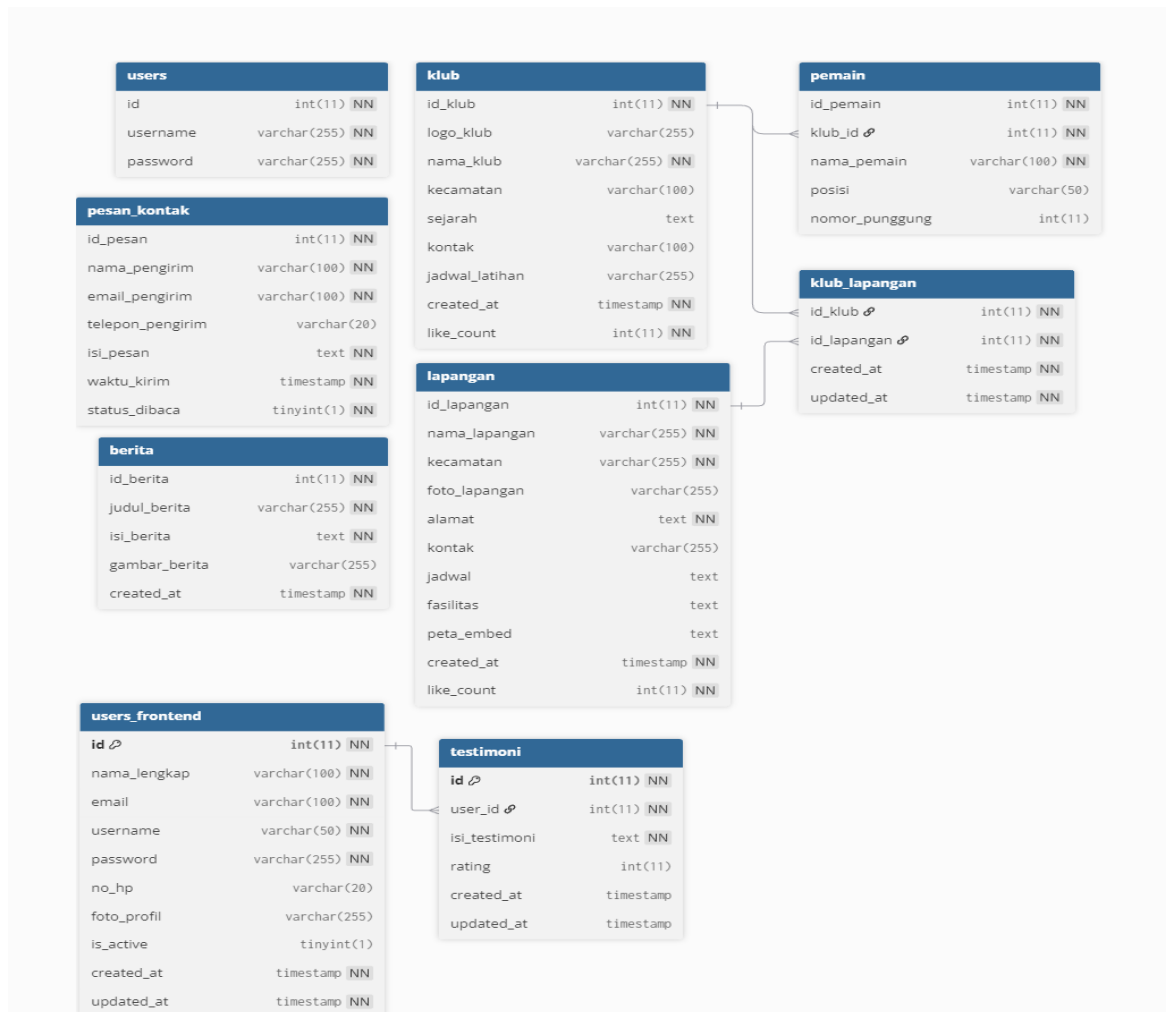 users
id int(11) NN
username varchar(255) NN
password varchar(255) NN
pesan_kontak
id_pesan int(11) NN
nama_pengirim varchar(100) NN
email_pengirim varchar(100) NN
telepon_pengirim varchar(20)
isi_pesan text NN
waktu_kirim timestamp NN
status_dibaca tinyint(1) NN
berita
id_berita int(11) NN
judul_berita varchar(255) NN
isi_berita text NN
gambar_berita varchar(255)
created_at timestamp NN
klub
id_klub int(11) NN
logo_klub varchar(255)
nama_klub varchar(255) NN
kecamatan varchar(100)
sejarah text
kontak varchar(100)
jadwal_latihan varchar(255)
created_at timestamp NN
like_count int(11) NN
lapangan
id_lapangan int(11) NN
nama_lapangan varchar(255) NN
kecamatan varchar(255) NN
foto_lapangan varchar(255)
alamat text NN
kontak varchar(255)
jadwal text
fasilitas text
peta_embed text
created_at timestamp NN
like_count int(11) NN
pemain
id_pemain int(11) NN
klub_id int(11) NN
nama_pemain varchar(100) NN
posisi varchar(50)
nomor_punggung int(11)
klub_lapangan
id_klub int(11) NN
id_lapangan int(11) NN
created_at timestamp NN
updated_at timestamp NN
users_frontend
id int(11) NN
nama_lengkap varchar(100) NN
email varchar(100) NN
username varchar(50) NN
password varchar(255) NN
no_hp varchar(20)
foto_profil varchar(255)
is_active tinyint(1)
created_at timestamp NN
updated_at timestamp NN
testimoni
id int(11) NN
user_id int(11) NN
isi_testimoni text NN
rating int(11)
created_at timestamp
updated_at timestamp